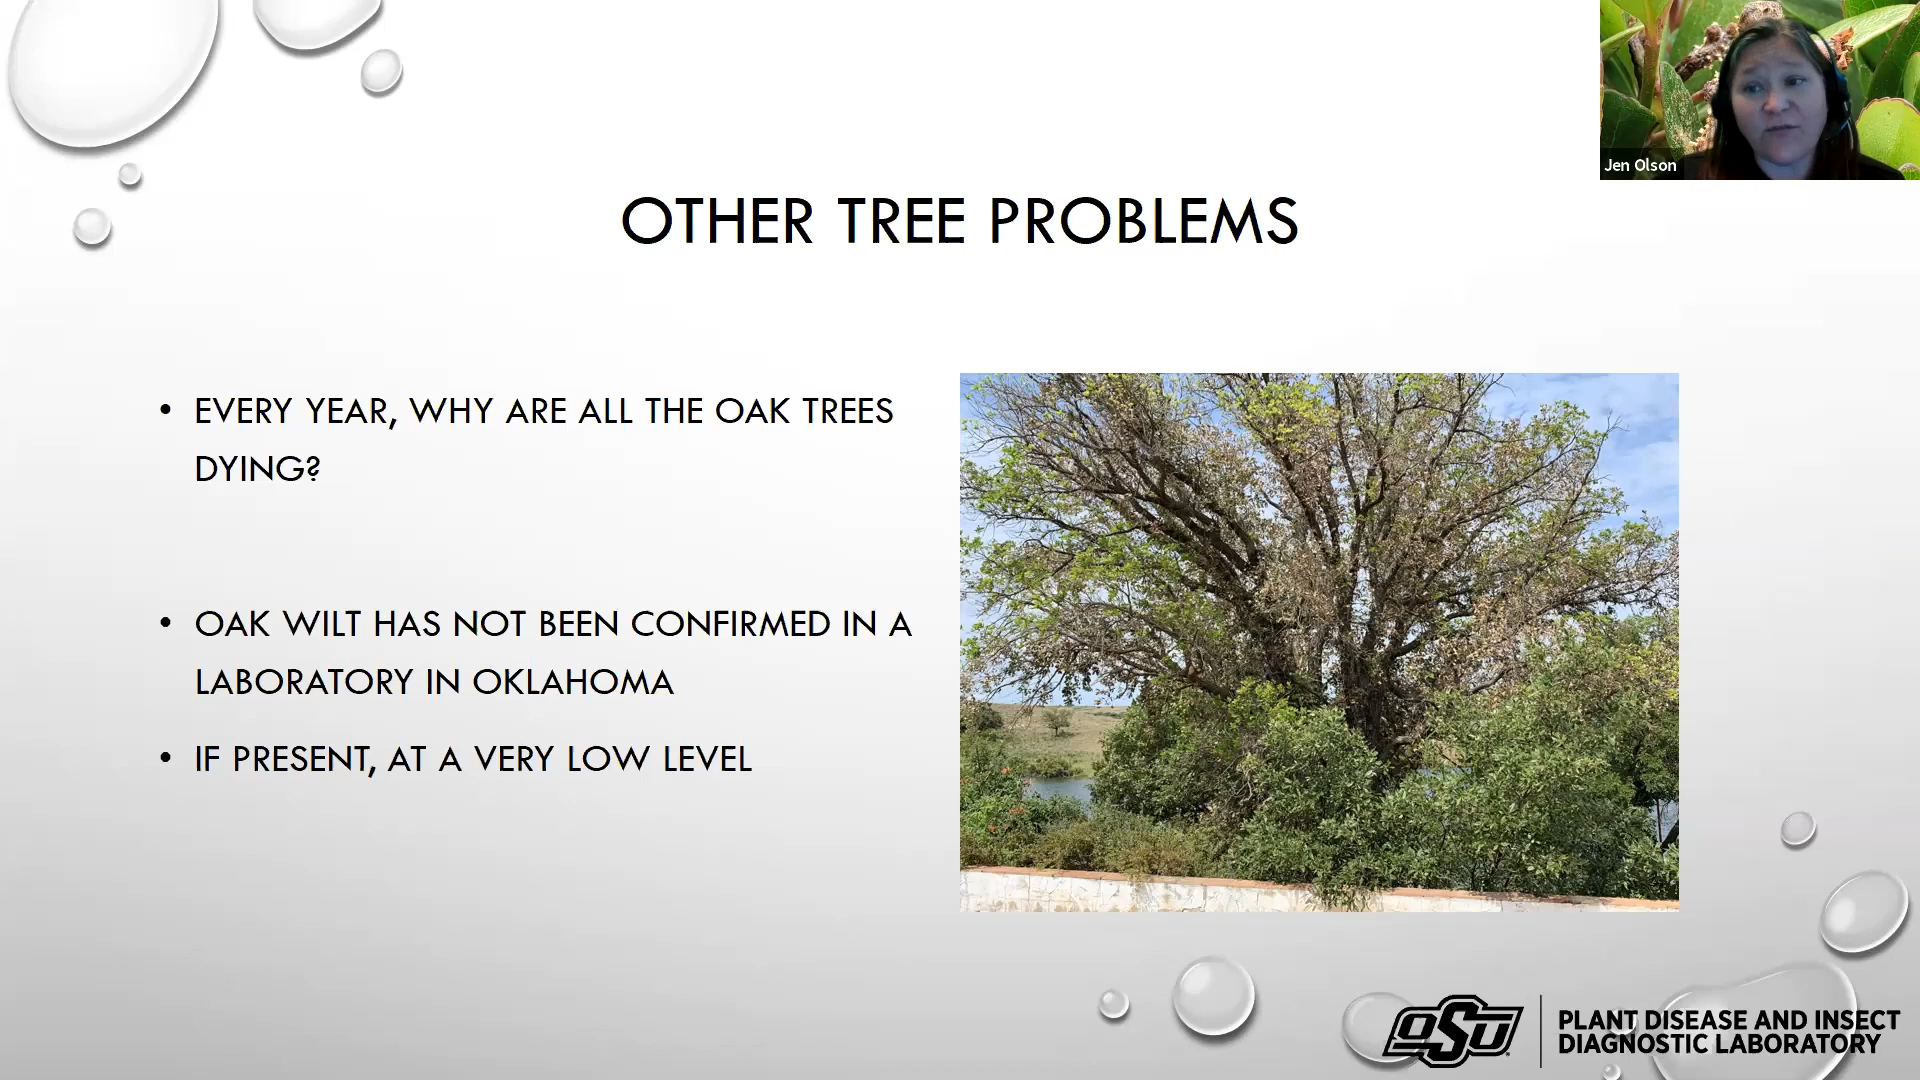 Jen Olson
OTHER TREE PROBLEMS
• EVERY YEAR, WHY ARE ALL THE OAK TREES
DYING?
• OAK WILT HAS NOT BEEN CONFIRMED IN A
LABORATORY IN OKLAHOMA
• IF PRESENT, AT A VERY LOW LEVEL
OSU
PLANT DISEASE AND INSECT
DIAGNOSTIC LABORATORY